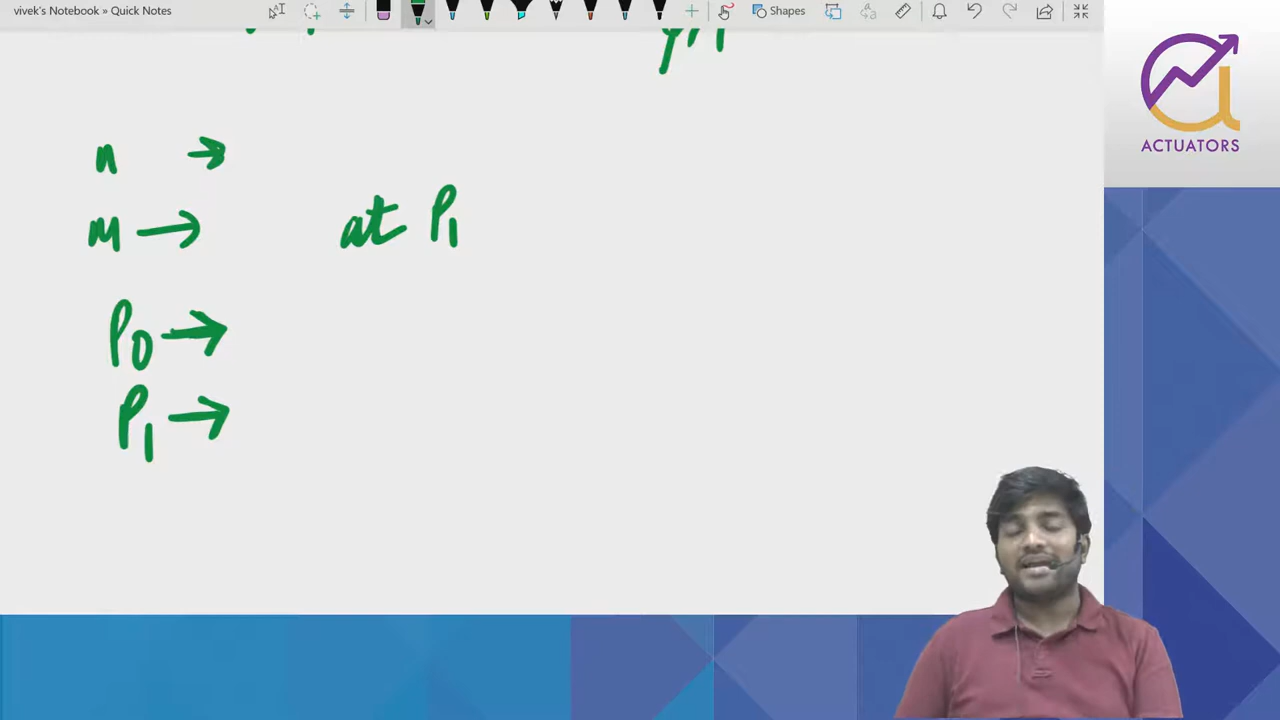 vivek's Notebook » Quick Notes
Shapes
ACTUATORS
n →
m → at P1
P0 →
P1 →